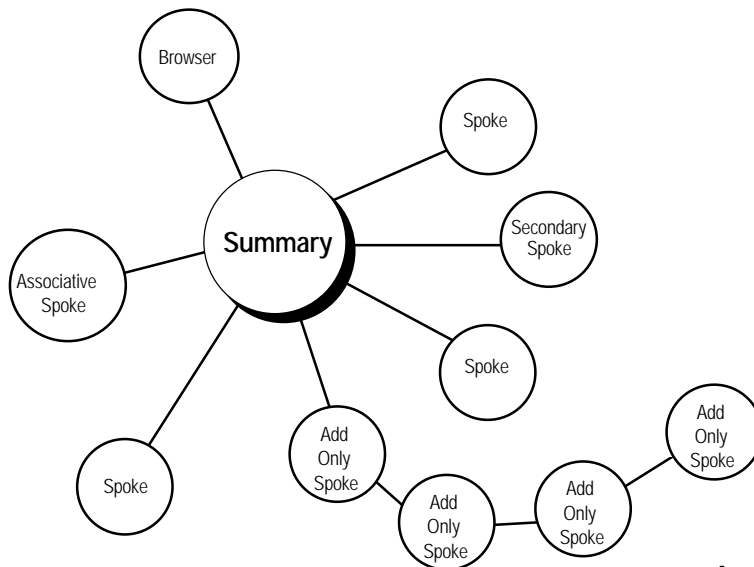 Browser
Spoke
Summary
Secondary
Spoke
Associative
Spoke
Spoke
Spoke
Add
Only
Spoke
Add
Only
Spoke
Add
Only
Spoke
Add
Only
Spoke